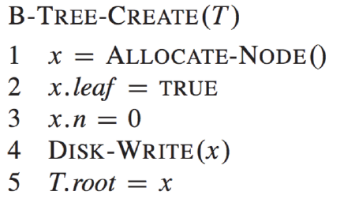 B-TREE-CREATE(T)
1 x = ALLOCATE-NODE()
2 x.leaf = TRUE
3 x.n = 0
4 DISK-WRITE(x)
5 T.root = x